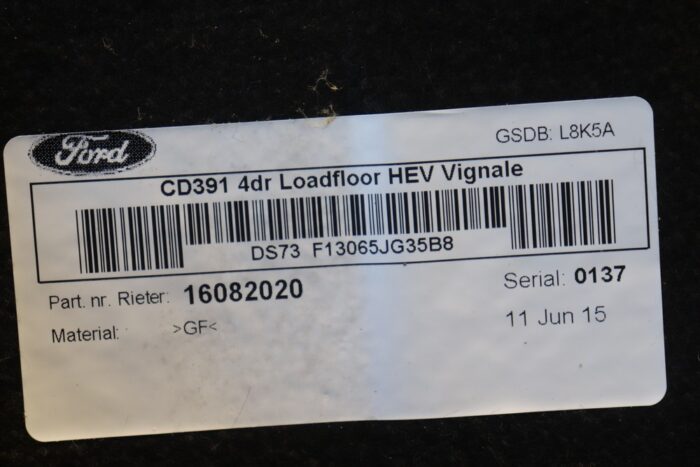 Ford
GSDB: L8K5A
CD391 4dr Loadfloor HEV Vignale
DS73 F13065JG35B8
Part. nr. Rieter: 16082020
Serial: 0137
Material: >GF<
11 Jun 15